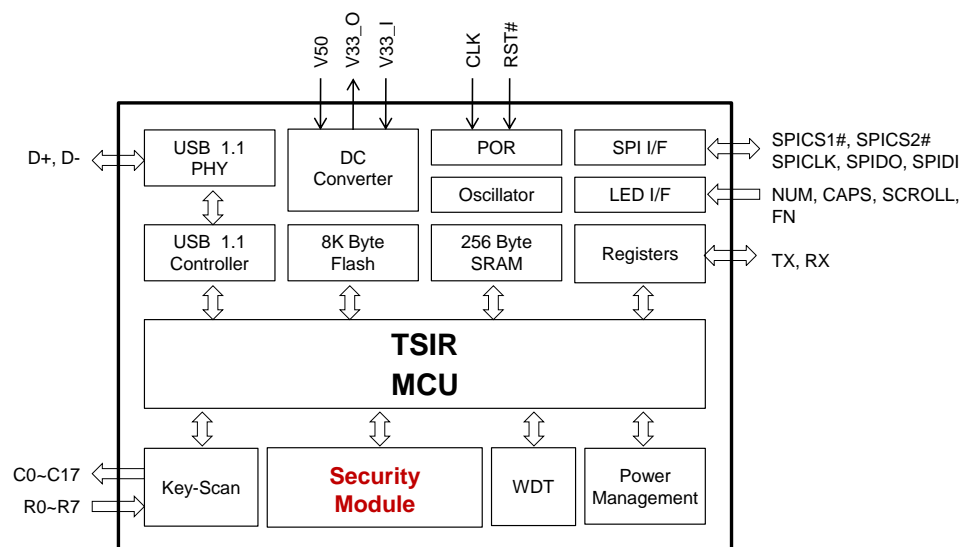 V50
V33_O
V33_I
CLK
RST#
D+, D-
USB 1.1
PHY
DC
Converter
POR
SPI I/F
SPICS1#, SPICS2#
SPICLK, SPIDO, SPIDI
Oscillator
LED I/F
NUM, CAPS, SCROLL,
FN
USB 1.1
Controller
8K Byte
Flash
256 Byte
SRAM
Registers
TX, RX
TSIR
MCU
C0~C17
R0~R7
Key-Scan
Security
Module
WDT
Power
Management